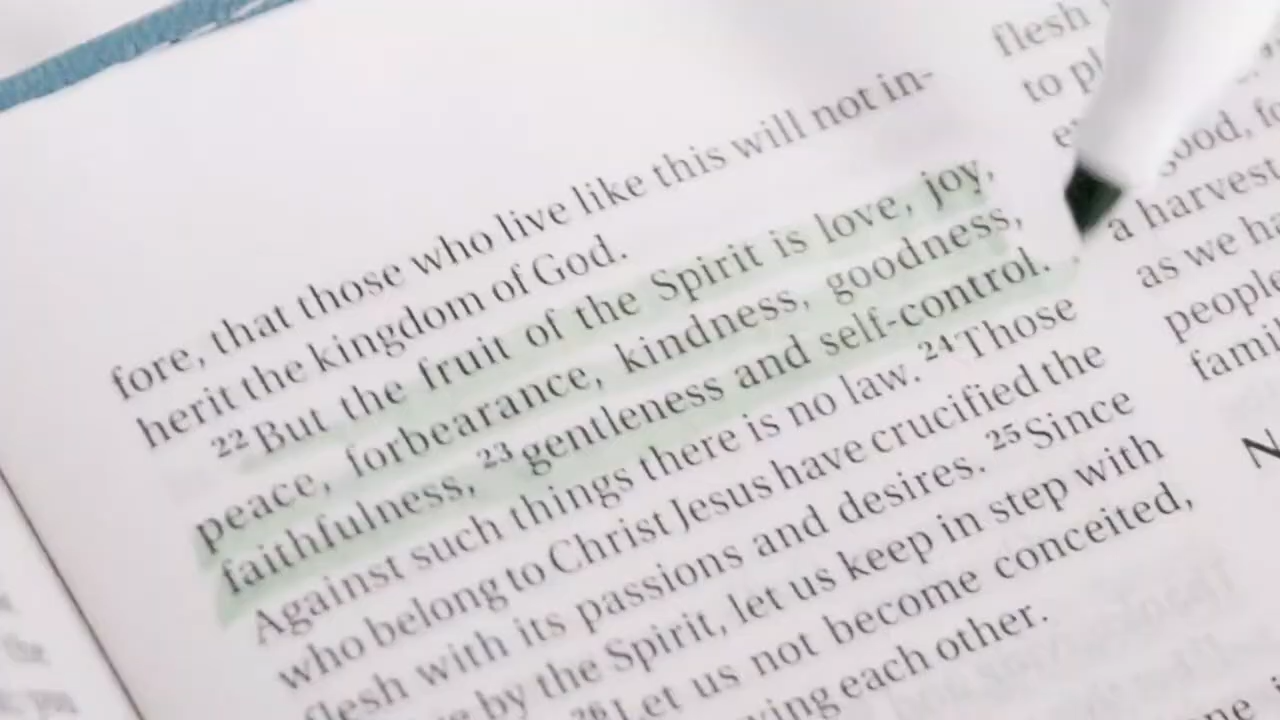 fore, that those who live like this will not in-
herit the kingdom of God.
22 But the fruit of the Spirit is love, joy,
peace, forbearance, kindness, goodness,
faithfulness, 23 gentleness and self-control.
Against such things there is no law. 24 Those
who belong to Christ Jesus have crucified the
flesh with its passions and desires. 25 Since
by the Spirit, let us keep in step with
26 Let us not become conceited,
each other.
flesh
to
good,
a harvest
as we
people